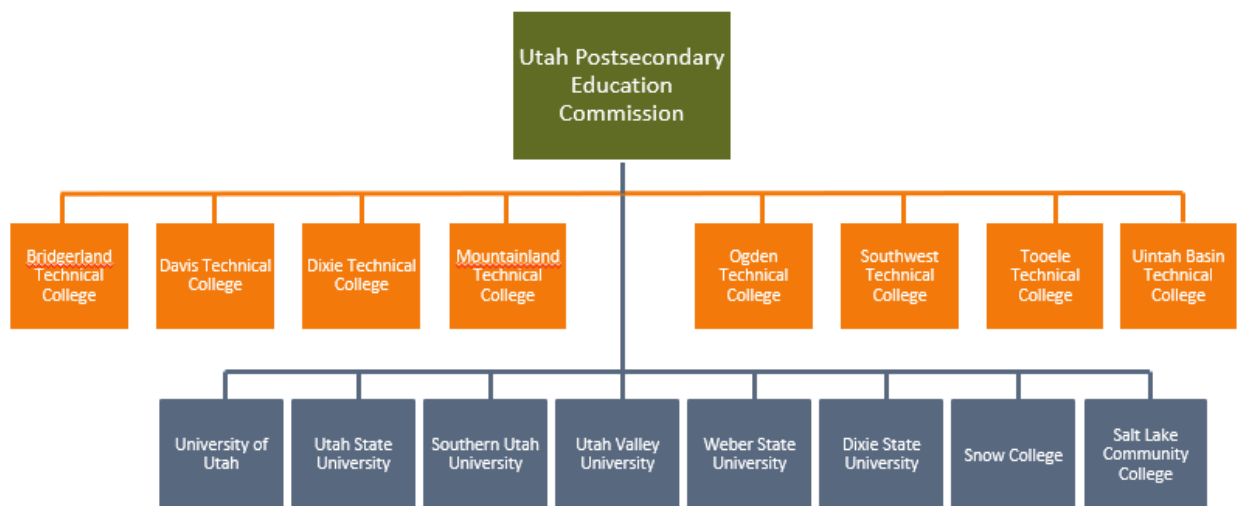 Utah Postsecondary
Education
Commission
Bridgerland
Technical
College
Davis Technical
College
Dixie Technical
College
Mountainland
Technical
College
Ogden
Technical
College
Southwest
Technical
College
Tooele
Technical
College
Uintah Basin
Technical
College
University of
Utah
Utah State
University
Southern Utah
University
Utah Valley
University
Weber State
University
Dixie State
University
Snow College
Salt Lake
Community
College